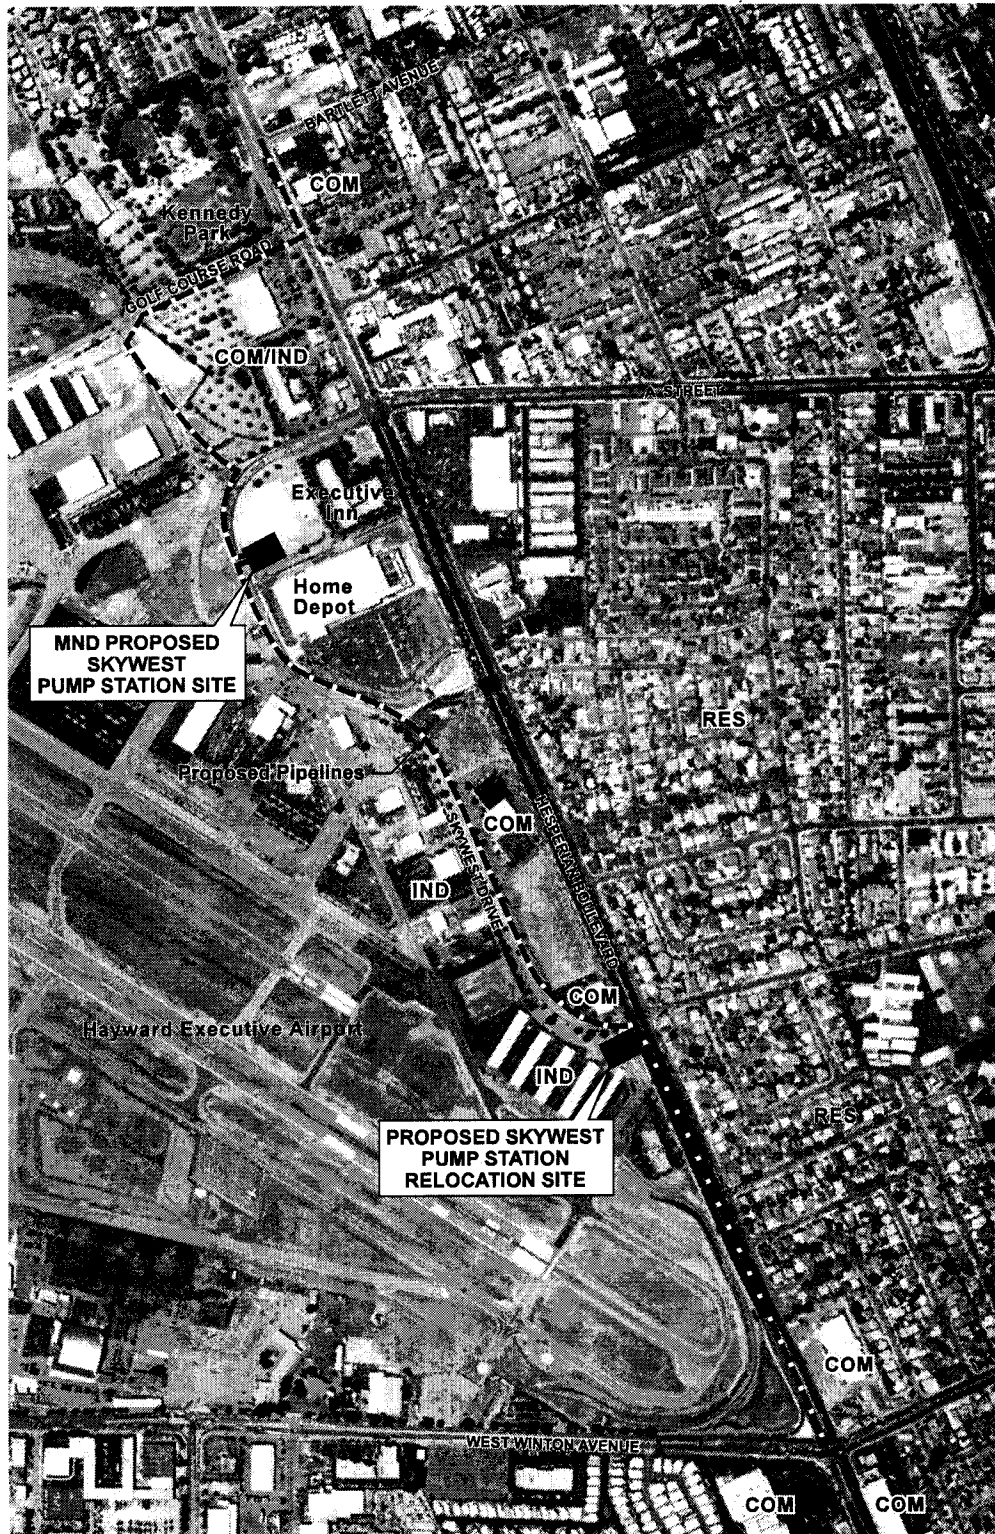 BARTLETT AVENUE
COM
Kennedy
Park
GOLF COURSE ROAD
COM/IND
A STREET
Executive
Inn
Home
Depot
MND PROPOSED
SKYWEST
PUMP STATION SITE
RES
Proposed Pipelines
HESPERIAN BOULEVARD
COM
SKYWEST DRIVE
IND
COM
Hayward Executive Airport
IND
RES
PROPOSED SKYWEST
PUMP STATION
RELOCATION SITE
COM
WEST WINTON AVENUE
COM
COM